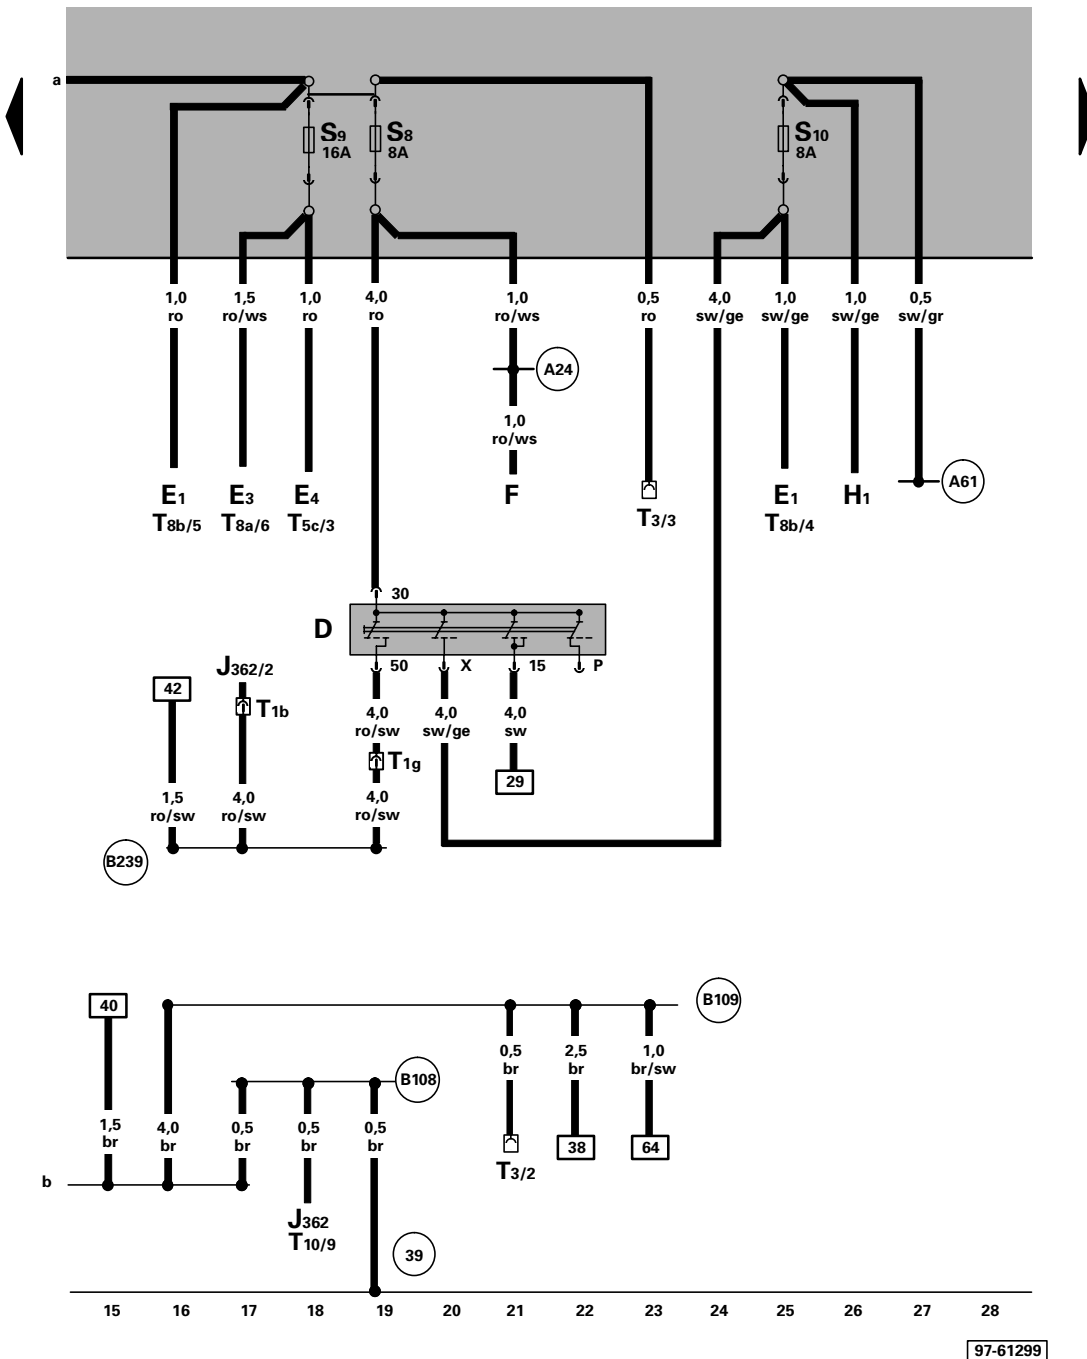 a
S9
16A
S8
8A
S10
8A
1,0
ro
1,5
ro/ws
1,0
ro
4,0
ro
1,0
ro/ws
0,5
ro
4,0
sw/ge
1,0
sw/ge
1,0
sw/ge
0,5
sw/gr
A24
1,0
ro/ws
E1
T8b/5
E3
T8a/6
E4
T5c/3
F
T3/3
E1
T8b/4
H1
A61
30
D
50
X
15
P
J362/2
42
T1b
4,0
ro/sw
4,0
sw/ge
4,0
sw
T1g
29
1,5
ro/sw
4,0
ro/sw
4,0
ro/sw
B239
40
B109
0,5
br
2,5
br
1,0
br/sw
B108
1,5
br
4,0
br
0,5
br
0,5
br
0,5
br
38
64
T3/2
b
J362
T10/9
39
15 16 17 18 19 20 21 22 23 24 25 26 27 28
97-61299